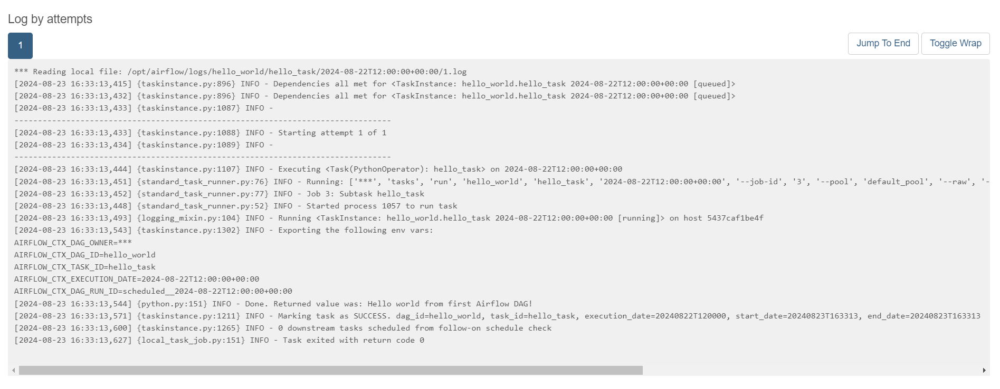 Log by attempts
1
Jump To End
Toggle Wrap
*** Reading local file: /opt/airflow/logs/hello_world/hello_task/2024-08-22T12:00:00+00:00/1.log
[2024-08-23 16:33:13,415] {taskinstance.py:896} INFO - Dependencies all met for <TaskInstance: hello_world.hello_task 2024-08-22T12:00:00+00:00 [queued]>
[2024-08-23 16:33:13,432] {taskinstance.py:896} INFO - Dependencies all met for <TaskInstance: hello_world.hello_task 2024-08-22T12:00:00+00:00 [queued]>
[2024-08-23 16:33:13,433] {taskinstance.py:1087} INFO -
--------------------------------------------------------------------------------
[2024-08-23 16:33:13,433] {taskinstance.py:1088} INFO - Starting attempt 1 of 1
[2024-08-23 16:33:13,434] {taskinstance.py:1089} INFO -
--------------------------------------------------------------------------------
[2024-08-23 16:33:13,444] {taskinstance.py:1107} INFO - Executing <Task(PythonOperator): hello_task> on 2024-08-22T12:00:00+00:00
[2024-08-23 16:33:13,451] {standard_task_runner.py:76} INFO - Running: ['***', 'tasks', 'run', 'hello_world', 'hello_task', '2024-08-22T12:00:00+00:00', '--job-id', '3', '--pool', 'default_pool', '--raw', '-
[2024-08-23 16:33:13,452] {standard_task_runner.py:77} INFO - Job 3: Subtask hello_task
[2024-08-23 16:33:13,448] {standard_task_runner.py:52} INFO - Started process 1057 to run task
[2024-08-23 16:33:13,493] {logging_mixin.py:104} INFO - Running <TaskInstance: hello_world.hello_task 2024-08-22T12:00:00+00:00 [running]> on host 5437caf1be4f
[2024-08-23 16:33:13,543] {taskinstance.py:1302} INFO - Exporting the following env vars:
AIRFLOW_CTX_DAG_OWNER=***
AIRFLOW_CTX_DAG_ID=hello_world
AIRFLOW_CTX_TASK_ID=hello_task
AIRFLOW_CTX_EXECUTION_DATE=2024-08-22T12:00:00+00:00
AIRFLOW_CTX_DAG_RUN_ID=scheduled__2024-08-22T12:00:00+00:00
[2024-08-23 16:33:13,544] {python.py:151} INFO - Done. Returned value was: Hello world from first Airflow DAG!
[2024-08-23 16:33:13,571] {taskinstance.py:1211} INFO - Marking task as SUCCESS. dag_id=hello_world, task_id=hello_task, execution_date=20240822T120000, start_date=20240823T163313, end_date=20240823T163313
[2024-08-23 16:33:13,600] {taskinstance.py:1265} INFO - 0 downstream tasks scheduled from follow-on schedule check
[2024-08-23 16:33:13,627] {local_task_job.py:151} INFO - Task exited with return code 0